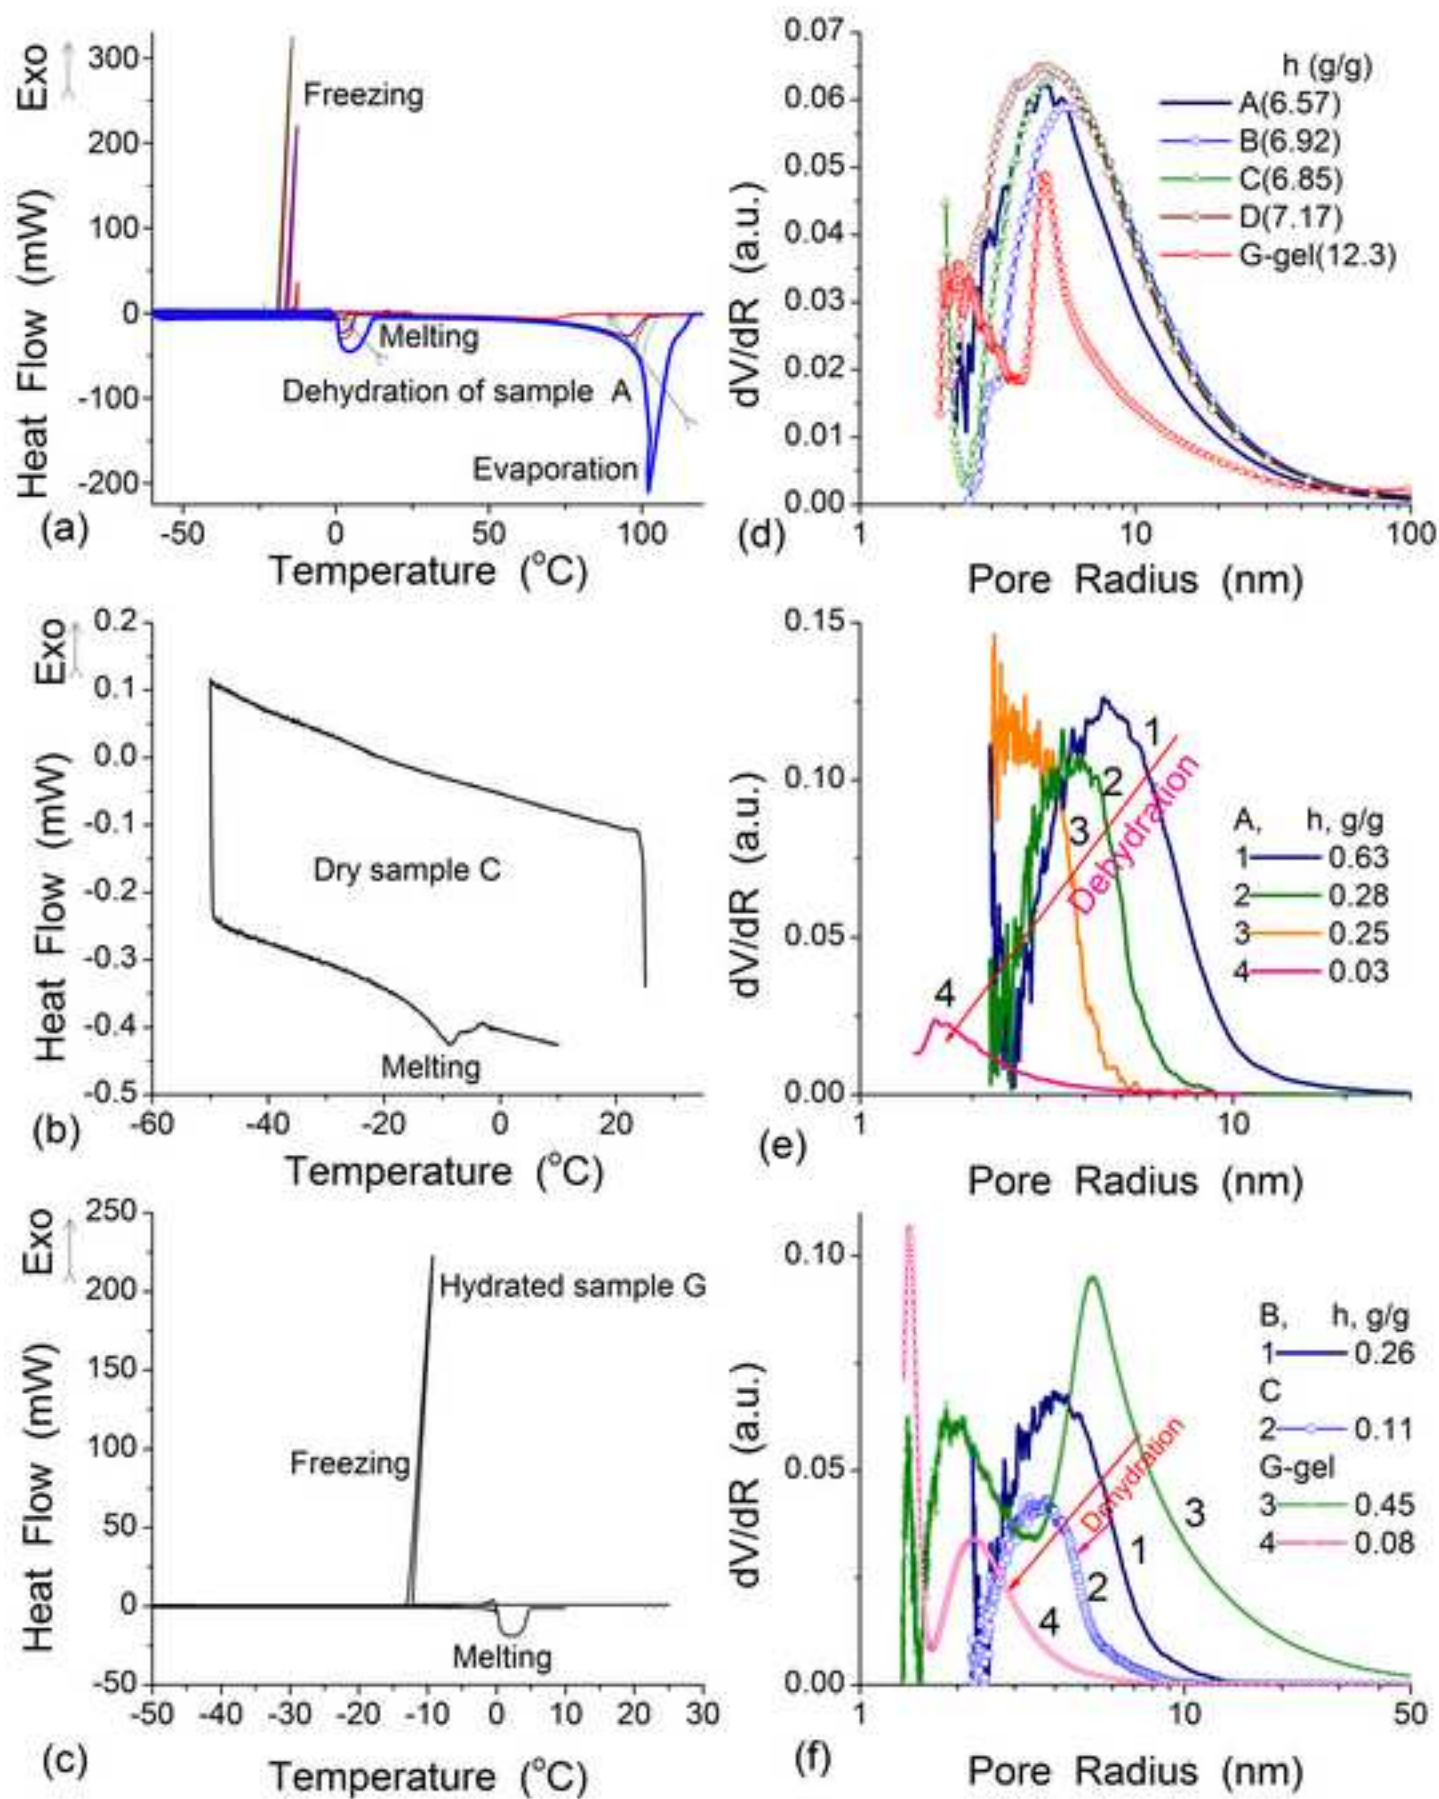 Exo
300
200
100
0
-100
-200
Heat Flow (mW)
Freezing
Melting
Dehydration of sample A
Evaporation
-50 0 50 100
(a)
Temperature (°C)
0.07
0.06
0.05
0.04
0.03
0.02
0.01
0.00
dV/dR (a.u.)
h (g/g)
A(6.57)
B(6.92)
C(6.85)
D(7.17)
G-gel(12.3)
1 10 100
(d)
Pore Radius (nm)
Exo
0.2
0.1
0.0
-0.1
-0.2
-0.3
-0.4
-0.5
Heat Flow (mW)
Dry sample C
Melting
-60 -40 -20 0 20
(b)
Temperature (°C)
0.15
0.10
0.05
0.00
dV/dR (a.u.)
1
2
3
4
Dehydration
A, h, g/g
1 0.63
2 0.28
3 0.25
4 0.03
1 10
(e)
Pore Radius (nm)
Exo
250
200
150
100
50
0
-50
Heat Flow (mW)
Hydrated sample G
Freezing
Melting
-50 -40 -30 -20 -10 0 10 20 30
(c)
Temperature (°C)
0.10
0.05
0.00
dV/dR (a.u.)
Dehydration
3
1
2
4
B, h, g/g
1 0.26
C
2 0.11
G-gel
3 0.45
4 0.08
1 10 50
(f)
Pore Radius (nm)